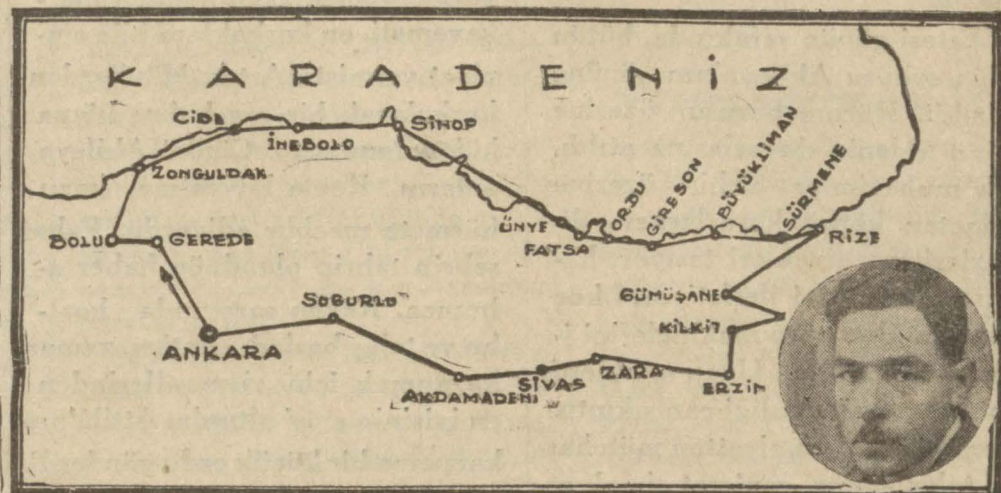 KARADENİZ
CİDE
İNEBOLO
SİNOP
ZONGULDAK
ÜNYE
FATSA
ORDU
GİRESON
BÜYÜKLİMAN
SÜRMENE
RİZE
BOLU
GEREDE
GÜMÜŞANE
KİLKİT
ANKARA
AKDAMADENİ
SİVAS
ZARA
ERZİN